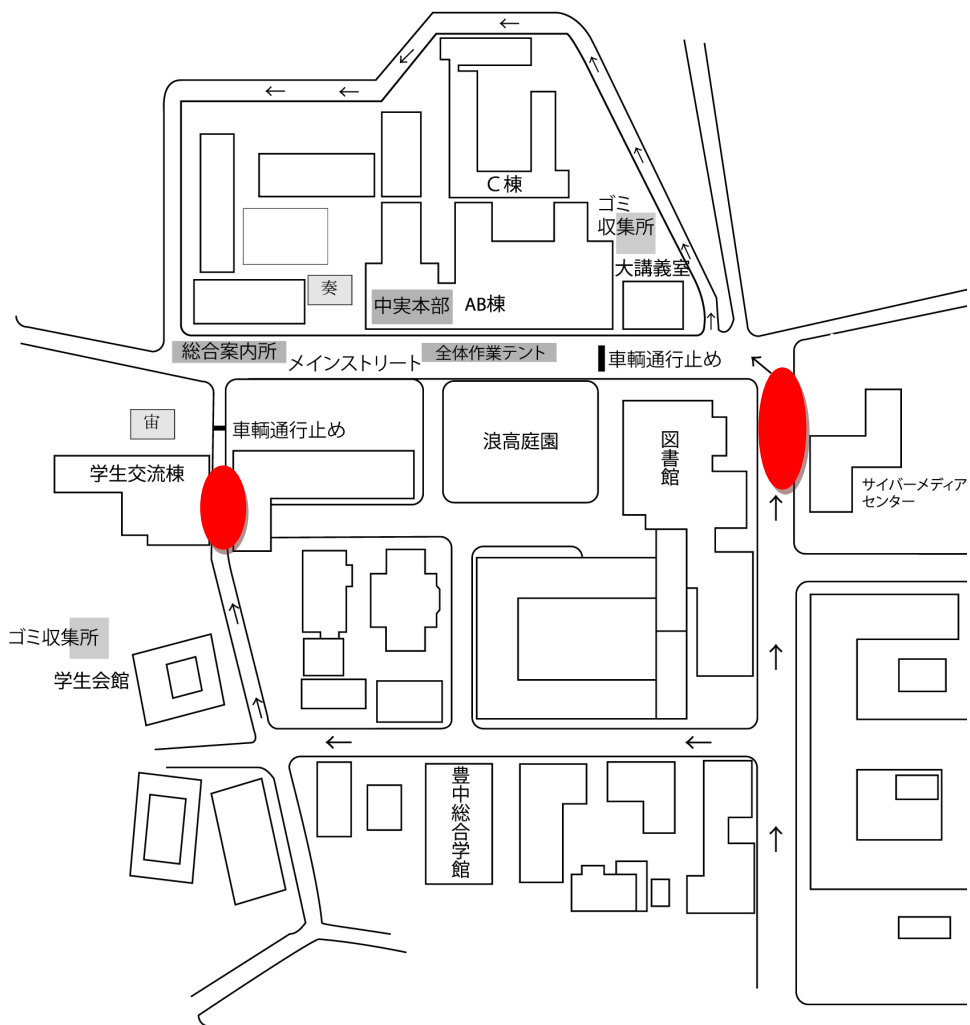 C棟
ゴミ
収集所
大講義室
奏
中実本部
AB棟
総合案内所
メインストリート
全体作業テント
車輌通行止め
宙
車輌通行止め
浪高庭園
図書館
学生交流棟
サイバーメディア
センター
ゴミ収集所
学生会館
豊中総合学館